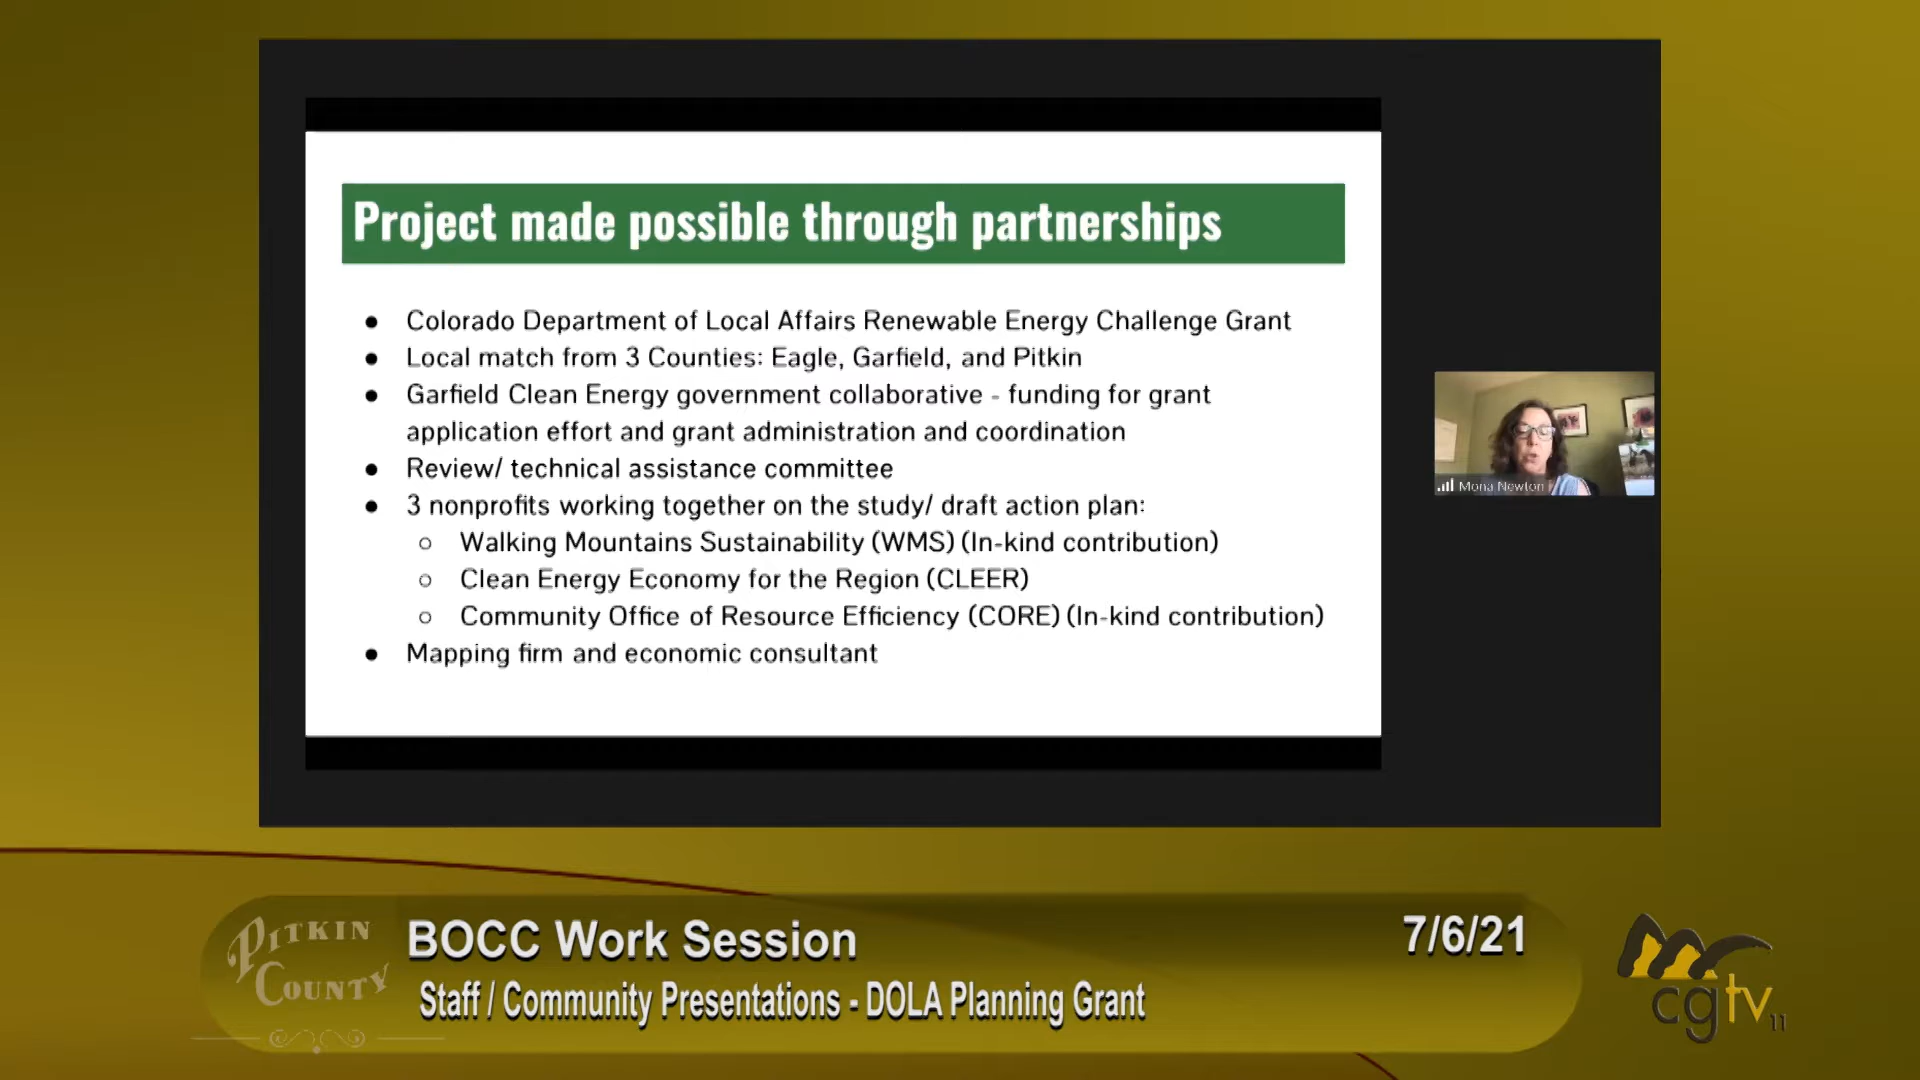 Project made possible through partnerships
● Colorado Department of Local Affairs Renewable Energy Challenge Grant
● Local match from 3 Counties: Eagle, Garfield, and Pitkin
● Garfield Clean Energy government collaborative - funding for grant
application effort and grant administration and coordination
● Review/ technical assistance committee
● 3 nonprofits working together on the study/ draft action plan:
○ Walking Mountains Sustainability (WMS) (In-kind contribution)
○ Clean Energy Economy for the Region (CLEER)
○ Community Office of Resource Efficiency (CORE) (In-kind contribution)
● Mapping firm and economic consultant
Mona Newton
PITKIN
COUNTY
BOCC Work Session
7/6/21
Staff / Community Presentations - DOLA Planning Grant
cgtv11